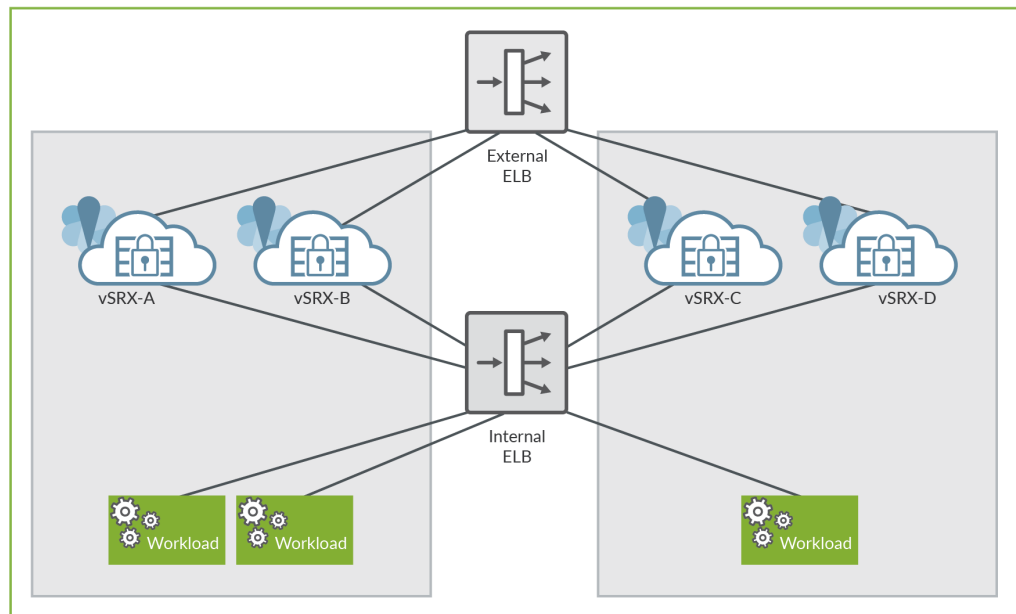 External
ELB
vSRX-A
vSRX-B
vSRX-C
vSRX-D
Internal
ELB
Workload
Workload
Workload